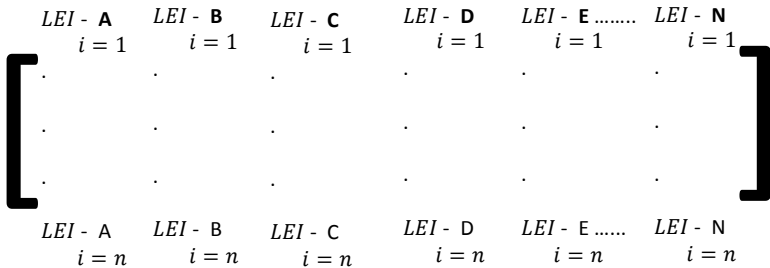 LEI - A LEI - B LEI - C LEI - D LEI - E ........ LEI - N
i = 1 i = 1 i = 1 i = 1 i = 1 i = 1
. . . . . .
. . . . . .
. . . . . .
LEI - A LEI - B LEI - C LEI - D LEI - E ...... LEI - N
i = n i = n i = n i = n i = n i = n